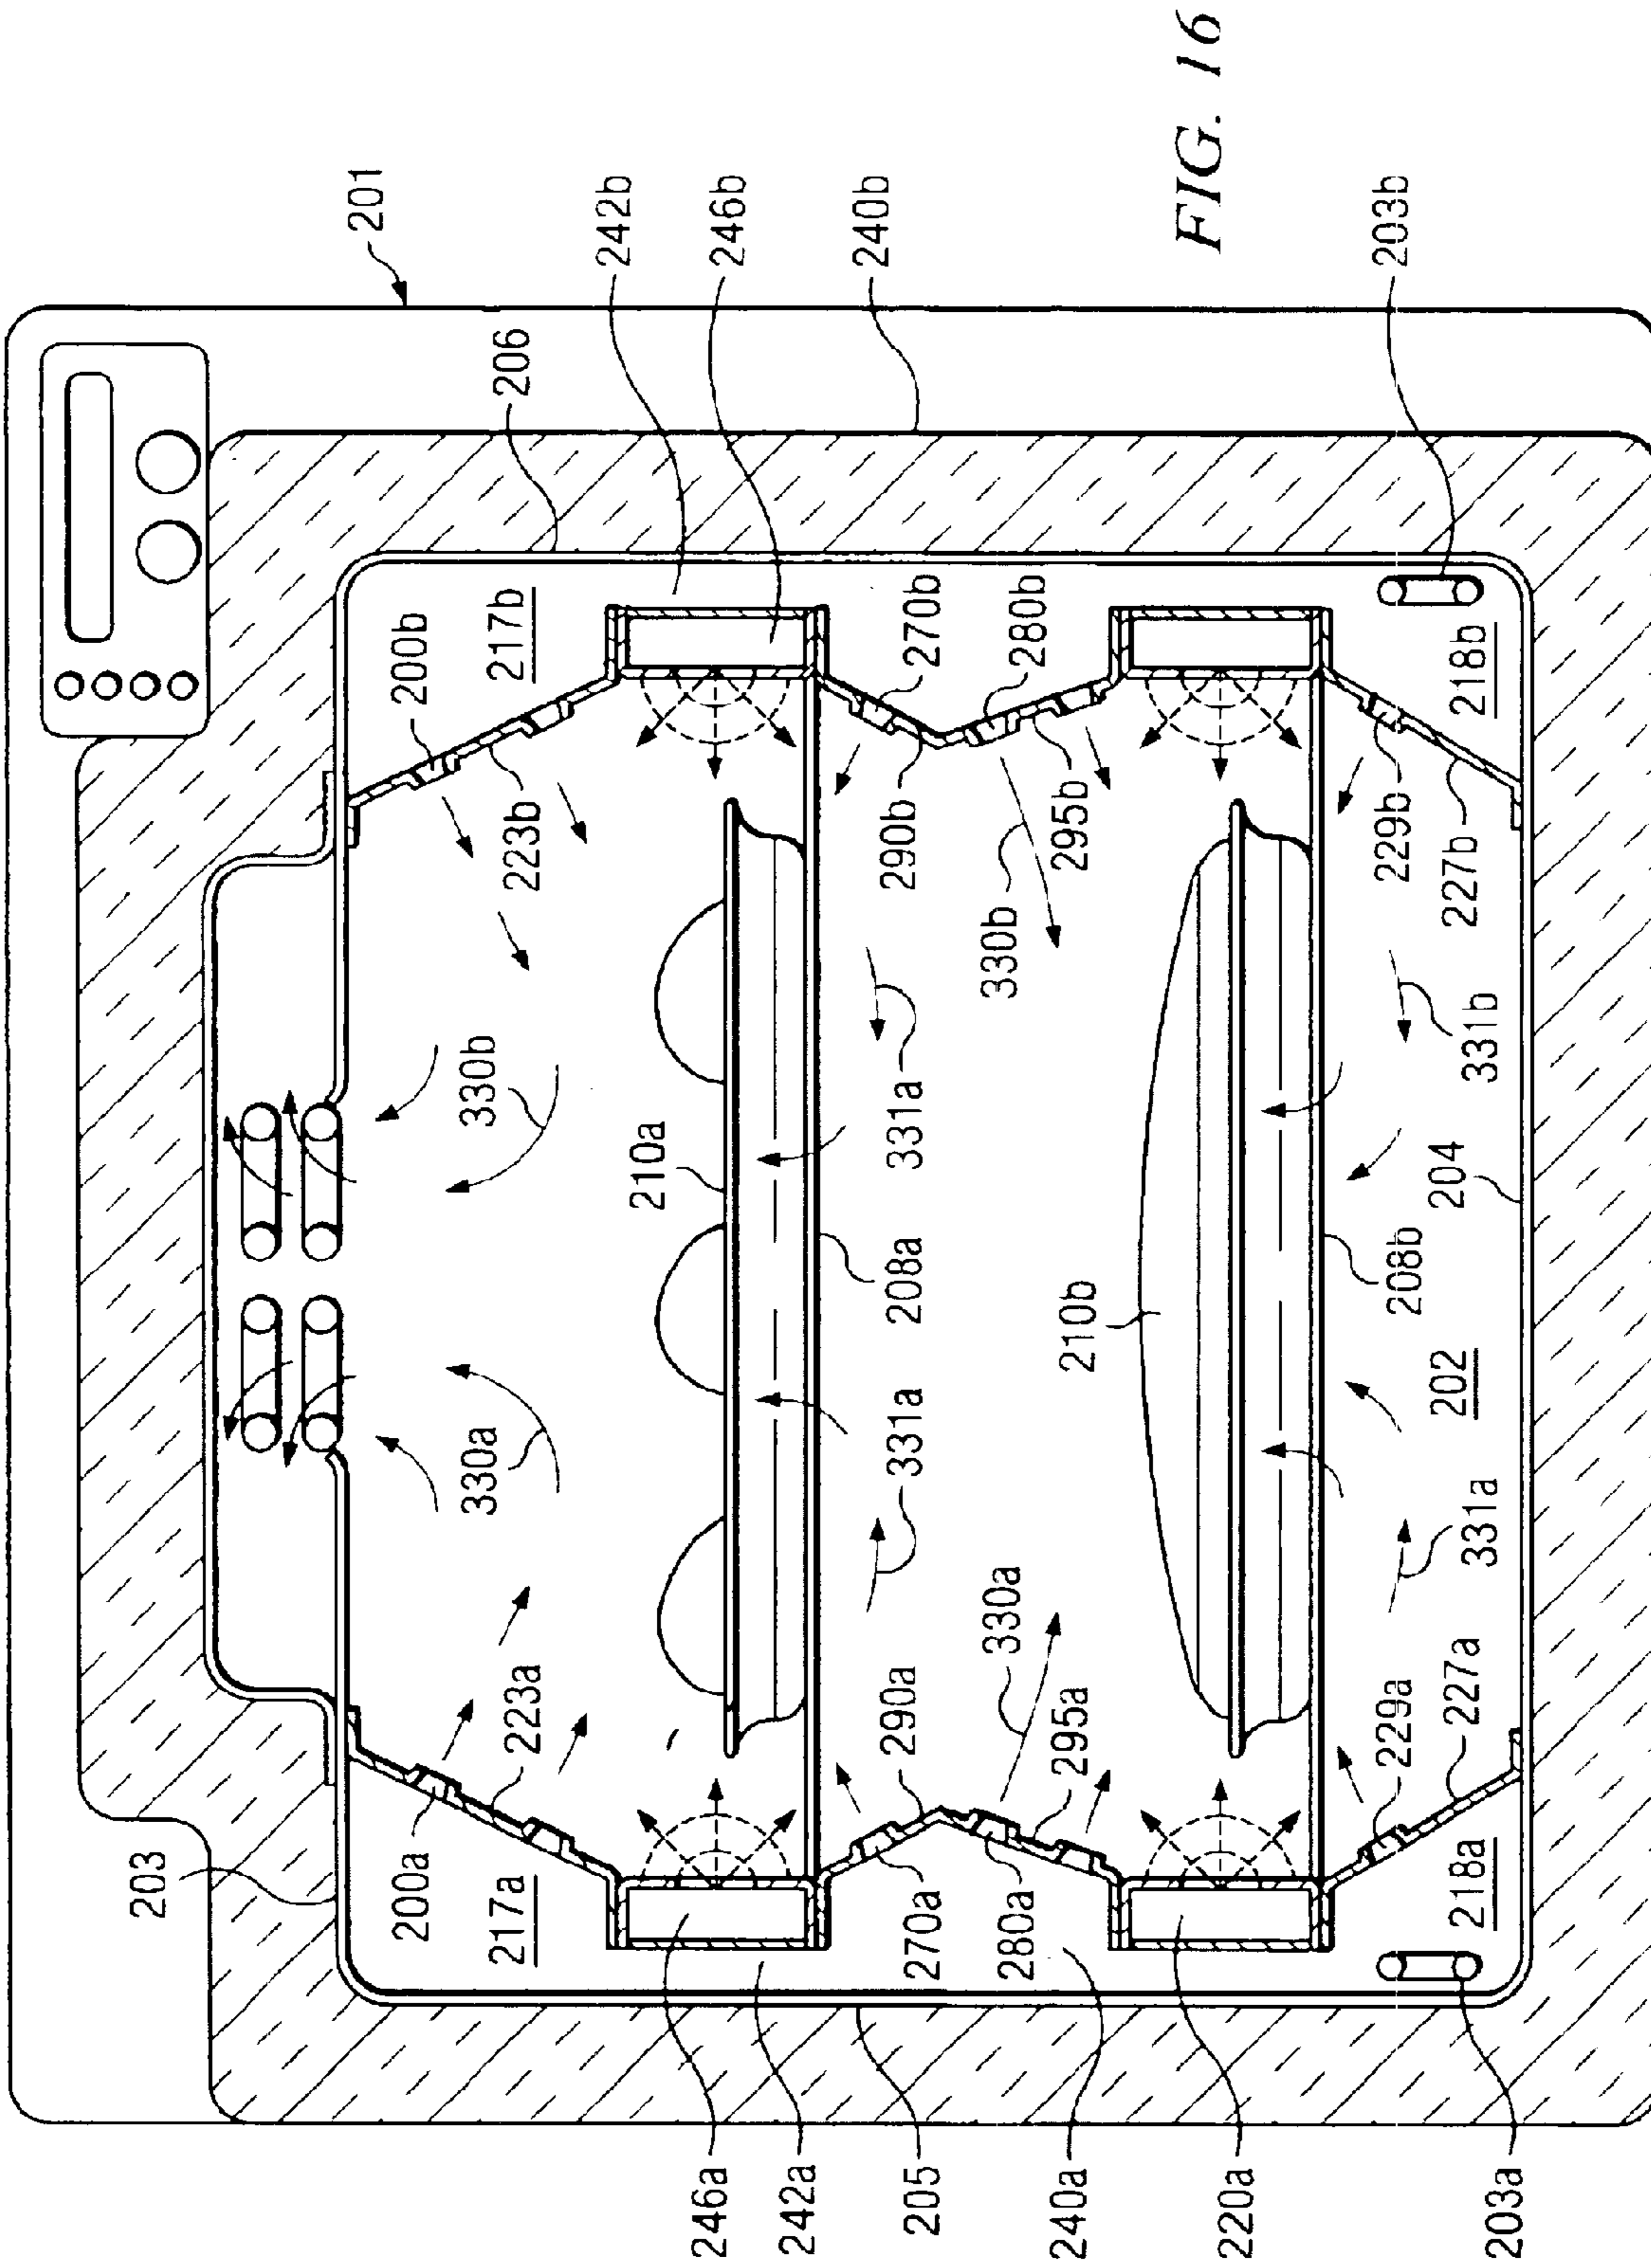 201
203
206
242b
246b
240b
203b
FIG. 16
217a
200a
223a
330a
330b
223b
200b
217b
210a
208a
270a
290a
331a
331a
290b
270b
280a
295a
330a
330b
295b
280b
210b
208b
218a
229a
227a
331a
202
204
331b
227b
229b
218b
246a
242a
205
240a
220a
203a